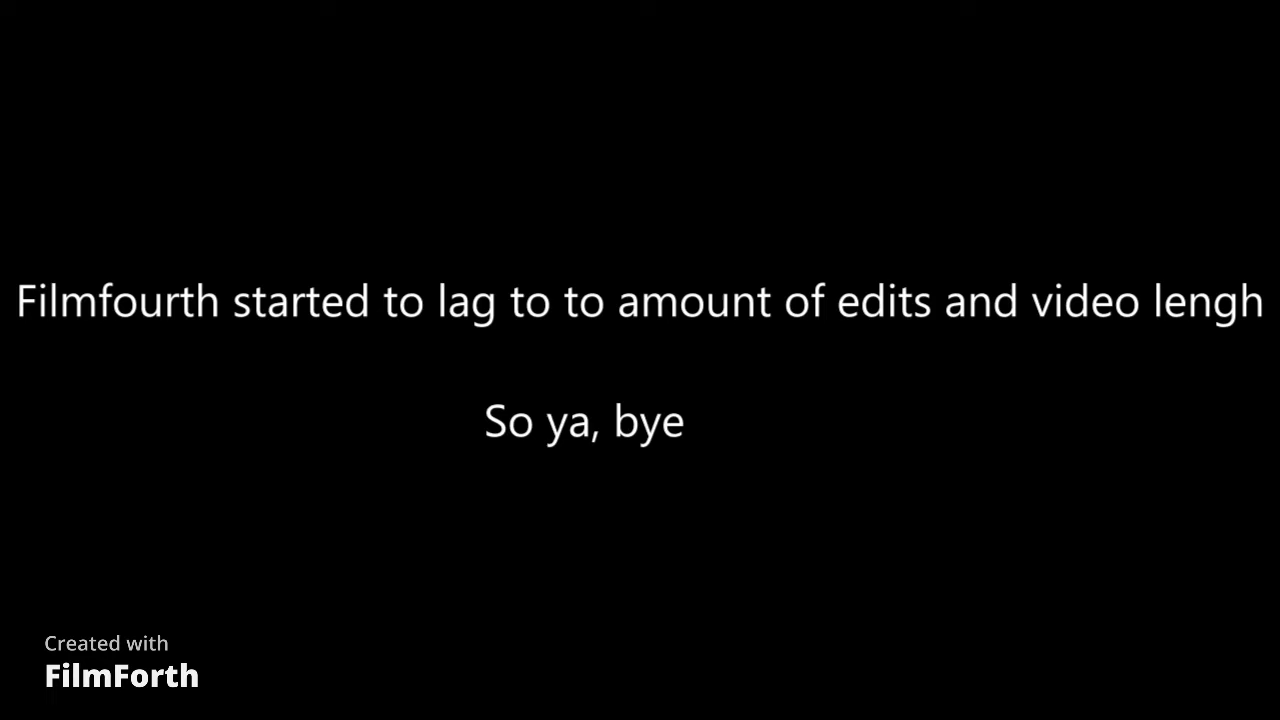 Filmfourth started to lag to to amount of edits and video lengh
So ya, bye
Created with
FilmForth